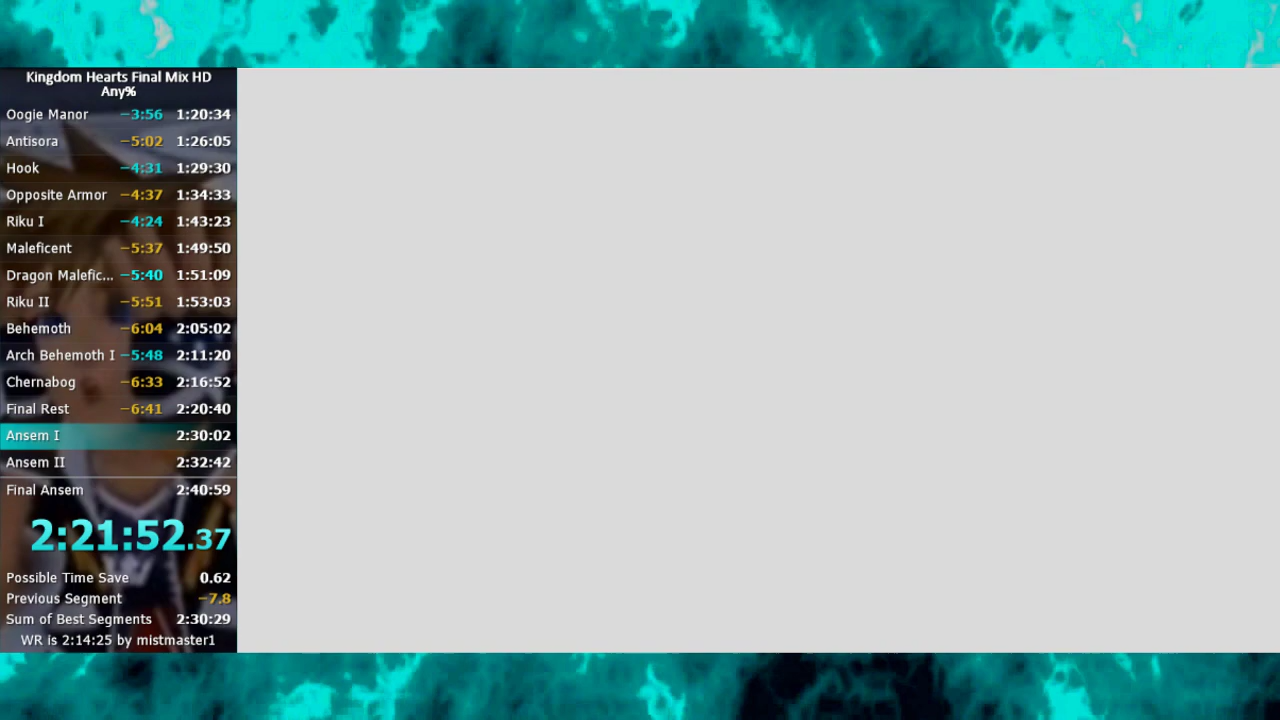 Kingdom Hearts Final Mix HD
Any%
Oogie Manor −3:56 1:20:34
Antisora −5:02 1:26:05
Hook −4:31 1:29:30
Opposite Armor −4:37 1:34:33
Riku I −4:24 1:43:23
Maleficent −5:37 1:49:50
Dragon Malefic... −5:40 1:51:09
Riku II −5:51 1:53:03
Behemoth −6:04 2:05:02
Arch Behemoth I −5:48 2:11:20
Chernabog −6:33 2:16:52
Final Rest −6:41 2:20:40
Ansem I 2:30:02
Ansem II 2:32:42
Final Ansem 2:40:59
2:21:52.37
Possible Time Save 0.62
Previous Segment −7.8
Sum of Best Segments 2:30:29
WR is 2:14:25 by mistmaster1